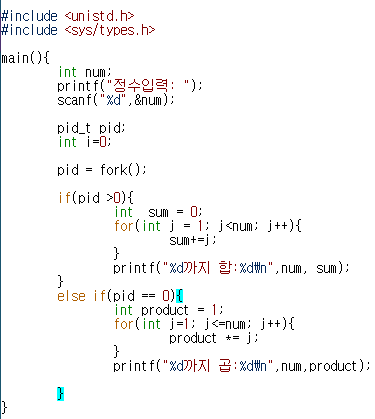 #include <unistd.h>
#include <sys/types.h>
main(){
int num;
printf("정수입력: ");
scanf("%d",&num);
pid_t pid;
int i=0;
pid = fork();
if(pid >0){
int  sum = 0;
for(int j = 1; j<num; j++){
sum+=j;
}
printf("%d까지 합:%d₩n",num, sum);
}
else if(pid == 0){
int product = 1;
for(int j=1; j<=num; j++){
product *= j;
}
printf("%d까지 곱:%d₩n",num,product);
}
}